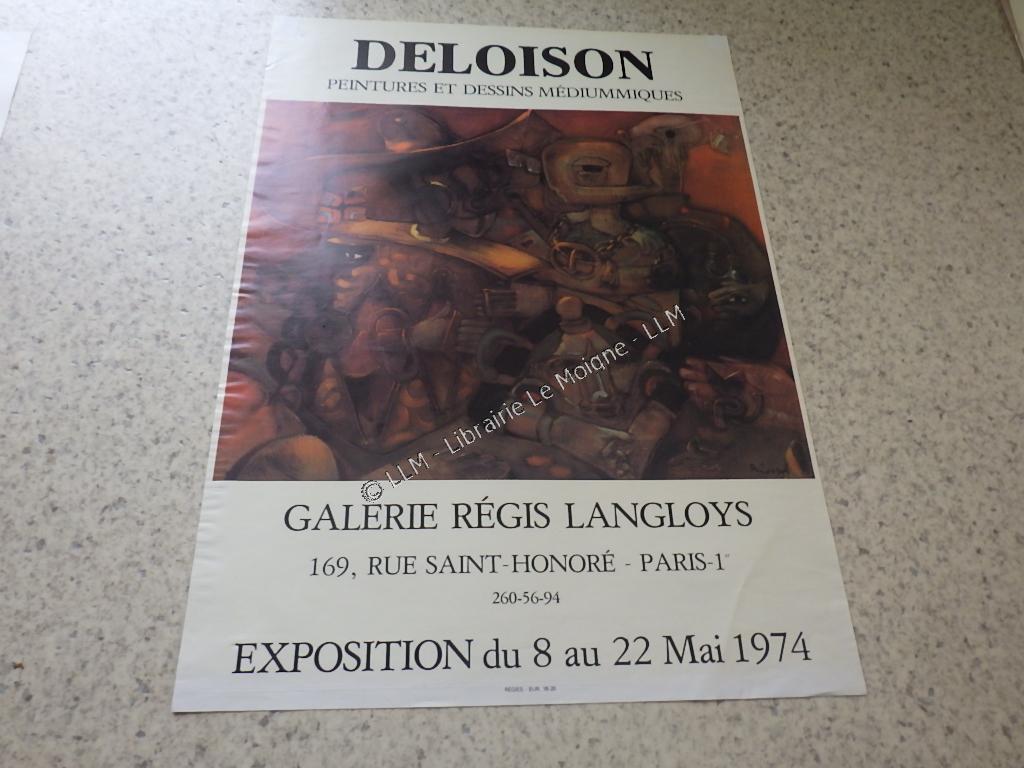 DELOISON
PEINTURES ET DESSINS MÉDIUMMIQUES
© LLM - Librairie Le Moigne - LLM
GALERIE RÉGIS LANGLOYS
169, RUE SAINT-HONORÉ - PARIS-1er
260-56-94
EXPOSITION du 8 au 22 Mai 1974